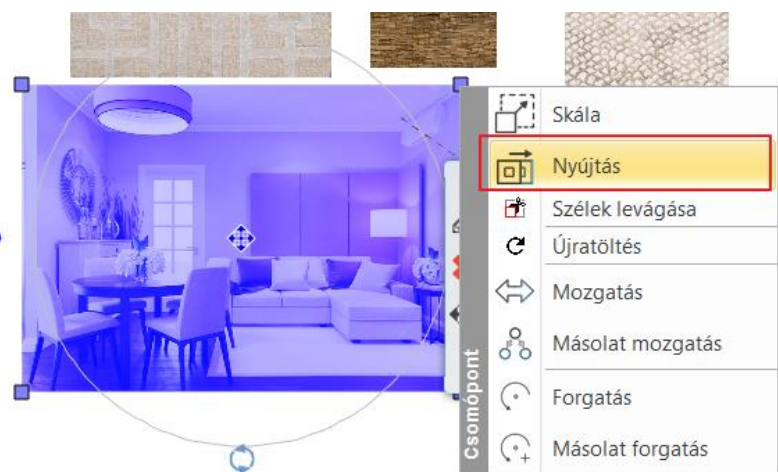 Skála
Nyújtás
Szélek levágása
Újratöltés
Mozgatás
Másolat mozgatás
Forgatás
Másolat forgatás
Csomópont